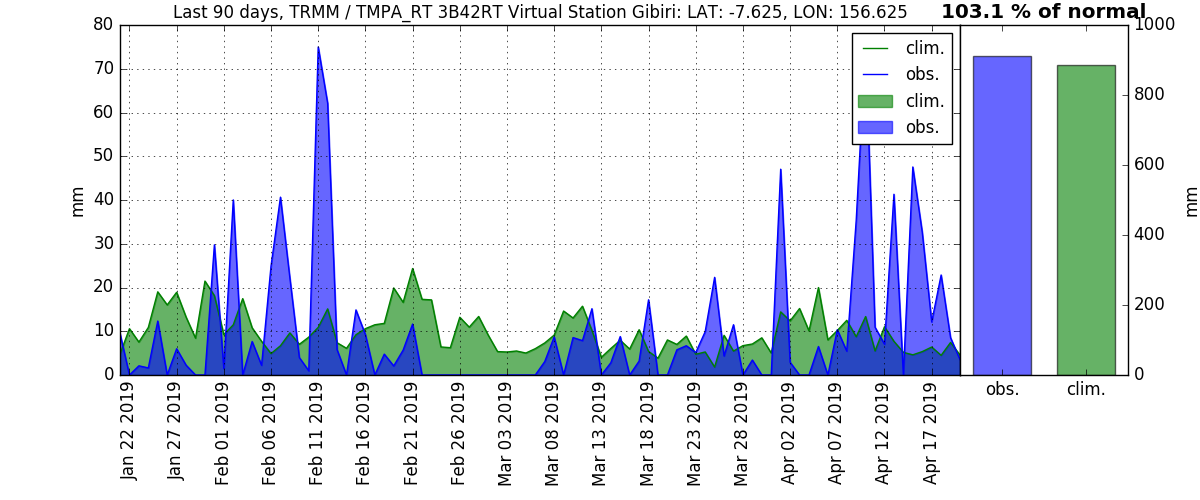 Last 90 days, TRMM / TMPA_RT 3B42RT Virtual Station Gibiri: LAT: -7.625, LON: 156.625
103.1 % of normal
80
70
60
50
40
30
20
10
0
mm
clim.
obs.
clim.
obs.
Jan 22 2019
Jan 27 2019
Feb 01 2019
Feb 06 2019
Feb 11 2019
Feb 16 2019
Feb 21 2019
Feb 26 2019
Mar 03 2019
Mar 08 2019
Mar 13 2019
Mar 18 2019
Mar 23 2019
Mar 28 2019
Apr 02 2019
Apr 07 2019
Apr 12 2019
Apr 17 2019
obs.
clim.
1000
800
600
400
200
0
mm